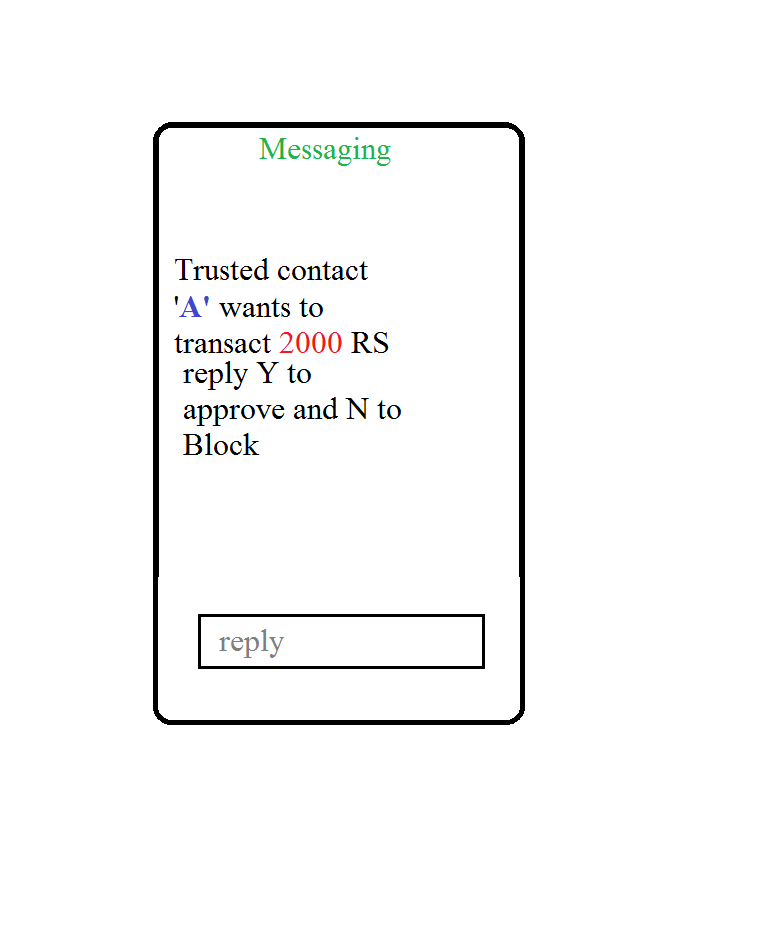 Messaging
Trusted contact
'A' wants to
transact 2000 RS
reply Y to
approve and N to
Block
reply